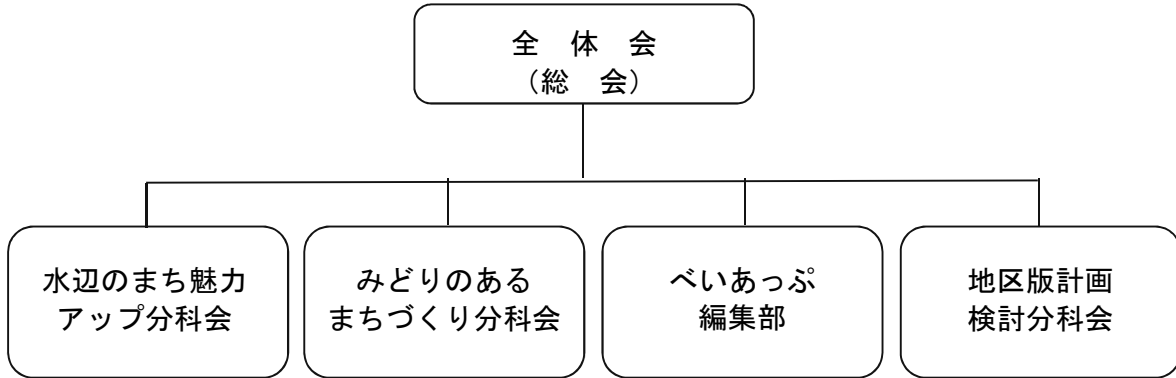 全　体　会
（総　会）
水辺のまち魅力
アップ分科会
みどりのある
まちづくり分科会
べいあっぷ
編集部
地区版計画
検討分科会